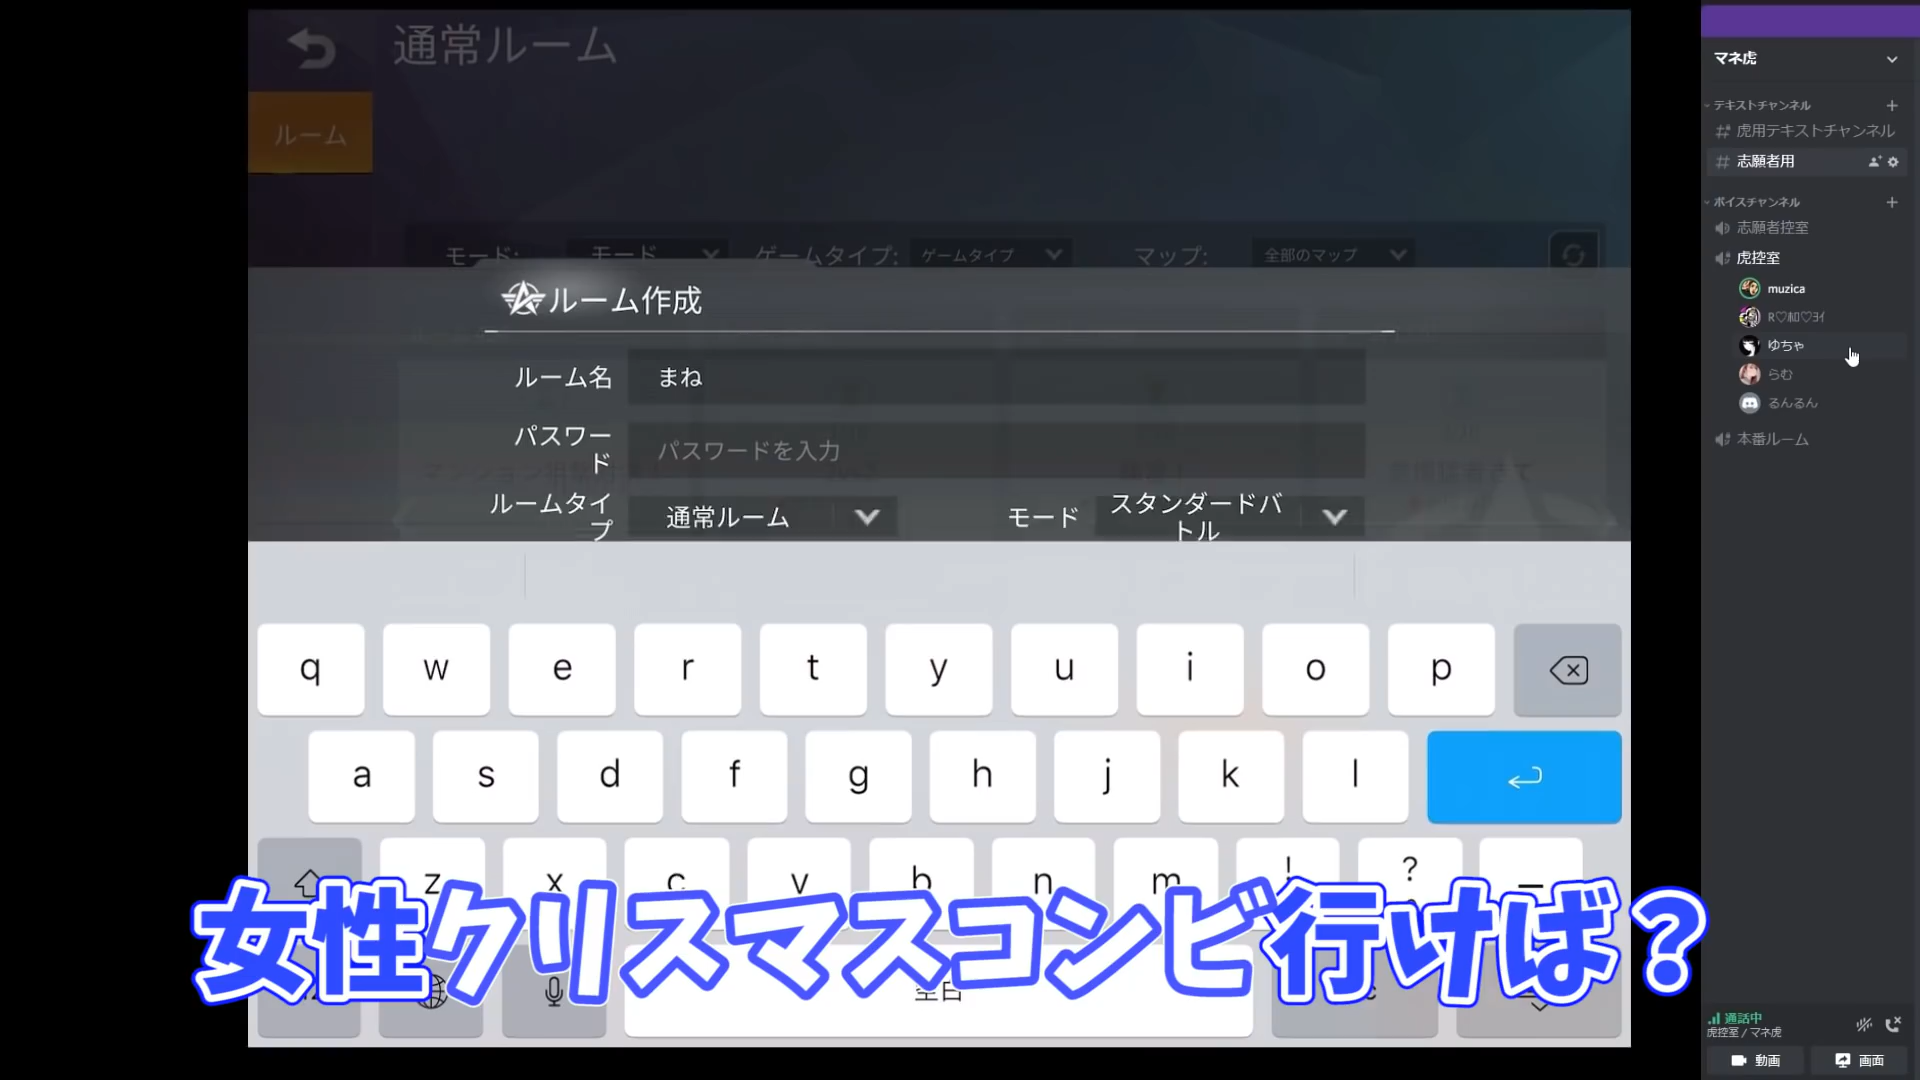 通常ルーム
ルーム
モード:
モード
ゲームタイプ:
ゲームタイプ
マップ:
全部のマップ
ルーム作成
ルーム名
まね
パスワー
ド
パスワードを入力
ルームタイ
プ
通常ルーム
モード
スタンダードバ
トル
q w e r t y u i o p
a s d f g h j k l
z x c v b n m ! ?
空白
女性クリスマスコンビ行けば？
マネ虎
テキストチャンネル
虎用テキストチャンネル
志願者用
ボイスチャンネル
志願者控室
虎控室
muzica
R♡和♡ヨイ
ゆちゃ
らむ
るんるん
本番ルーム
通話中
虎控室 / マネ虎
動画
画面